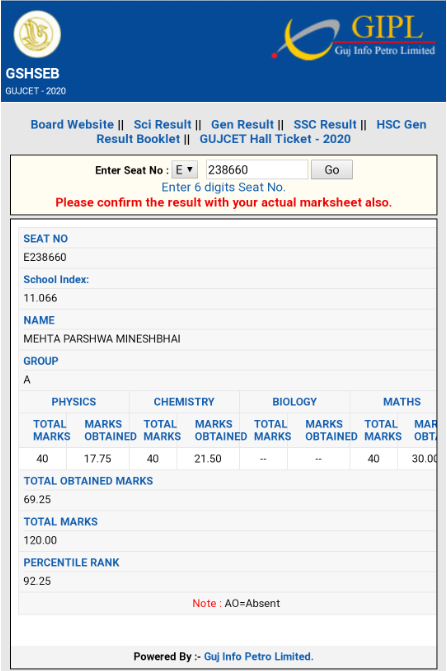 GIPL
Guj Info Petro Limited
GSHSEB
GUJCET - 2020
Board Website || Sci Result || Gen Result || SSC Result || HSC Gen
Result Booklet || GUJCET Hall Ticket - 2020
Enter Seat No : E 238660 Go
Enter 6 digits Seat No.
Please confirm the result with your actual marksheet also.
SEAT NO
E238660
School Index:
11.066
NAME
MEHTA PARSHWA MINESHBHAI
GROUP
A
PHYSICS CHEMISTRY BIOLOGY MATHS
TOTAL MARKS TOTAL MARKS TOTAL MARKS TOTAL MAR
MARKS OBTAINED MARKS OBTAINED MARKS OBTAINED MARKS OBTA
40 17.75 40 21.50 -- -- 40 30.00
TOTAL OBTAINED MARKS
69.25
TOTAL MARKS
120.00
PERCENTILE RANK
92.25
Note : AO=Absent
Powered By :- Guj Info Petro Limited.